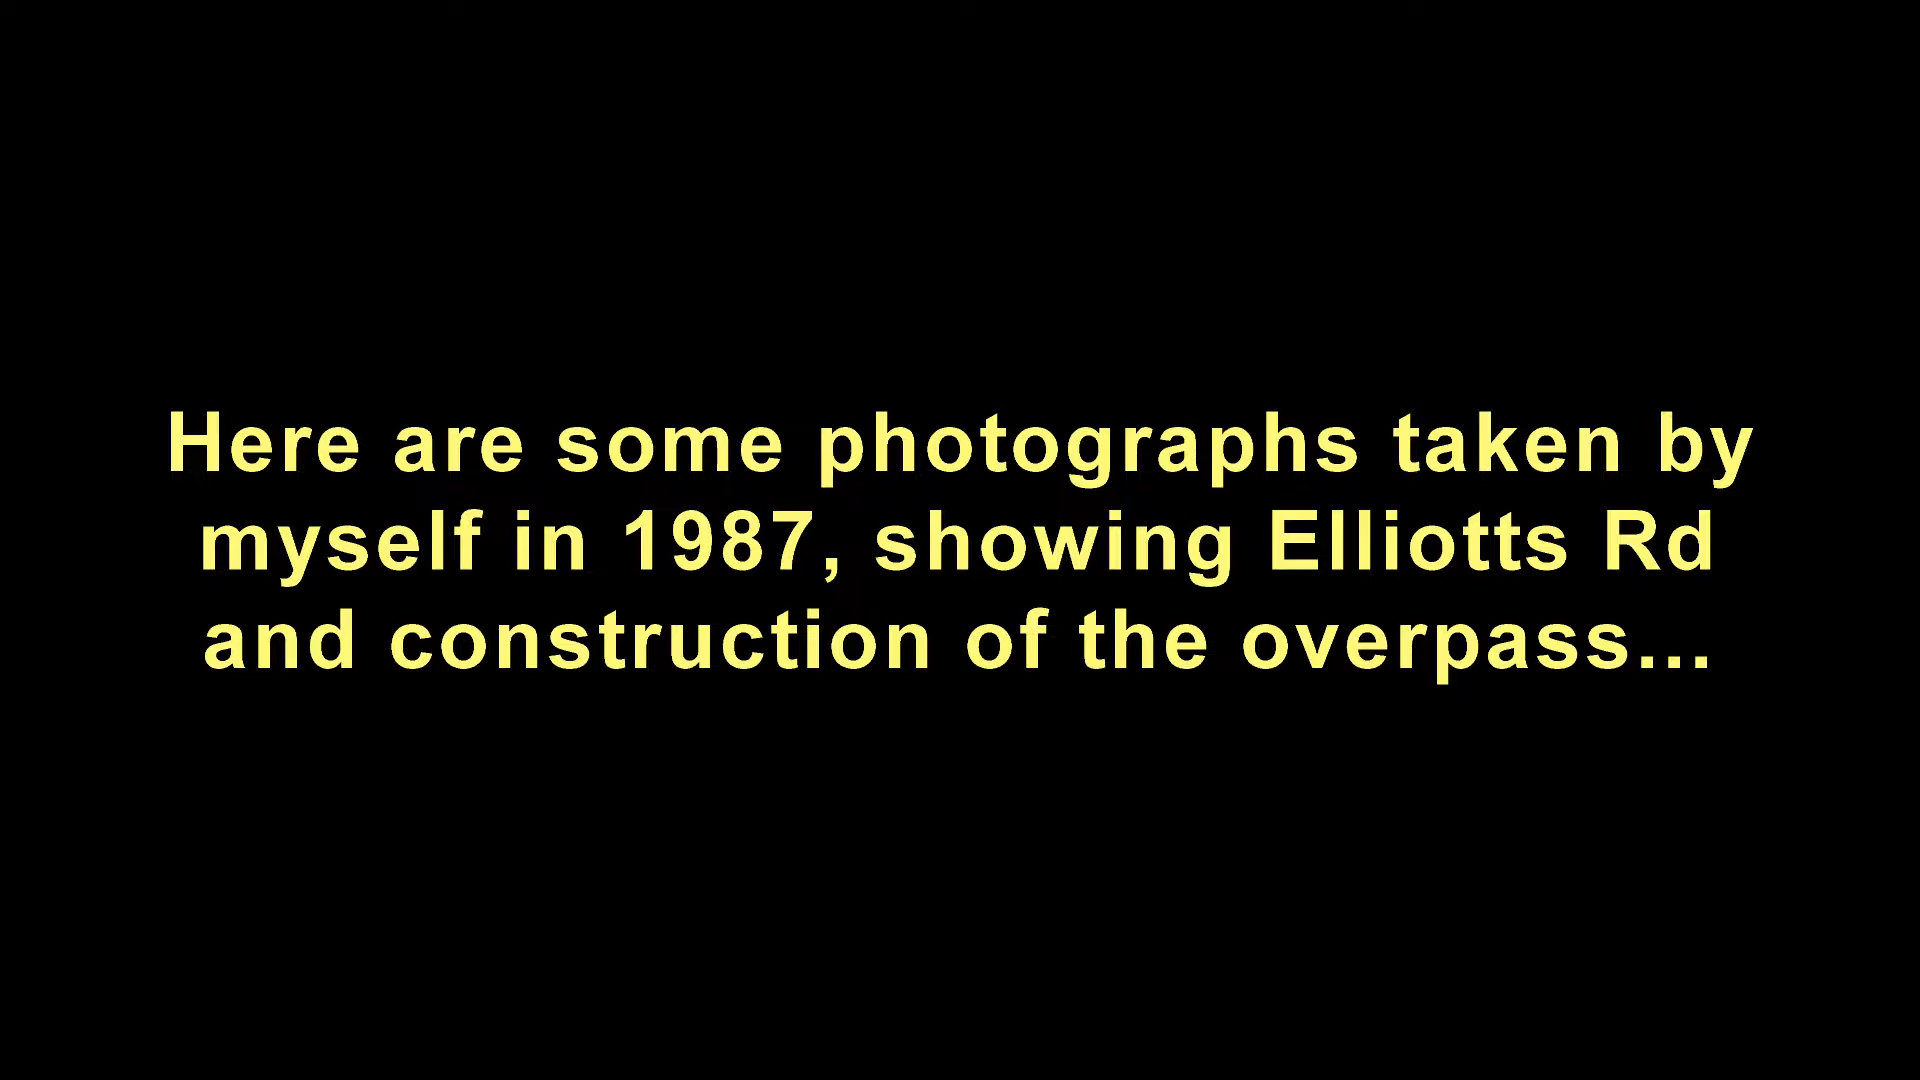 Here are some photographs taken by
myself in 1987, showing Elliotts Rd
and construction of the overpass...